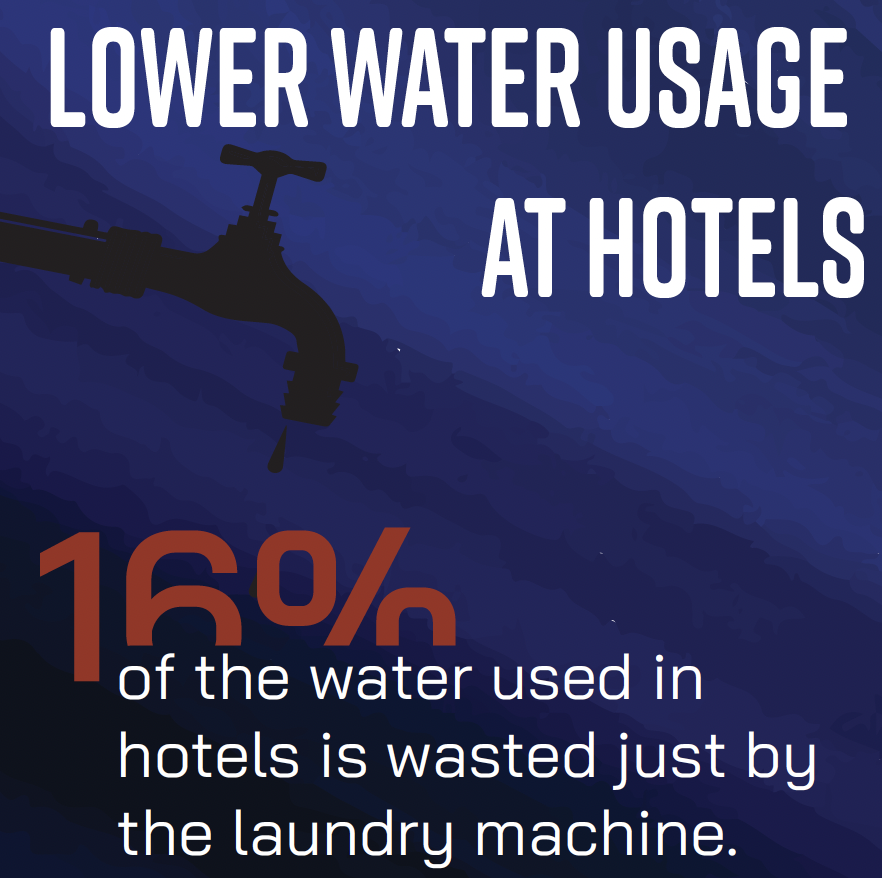 LOWER WATER USAGE
AT HOTELS
16%
of the water used in
hotels is wasted just by
the laundry machine.